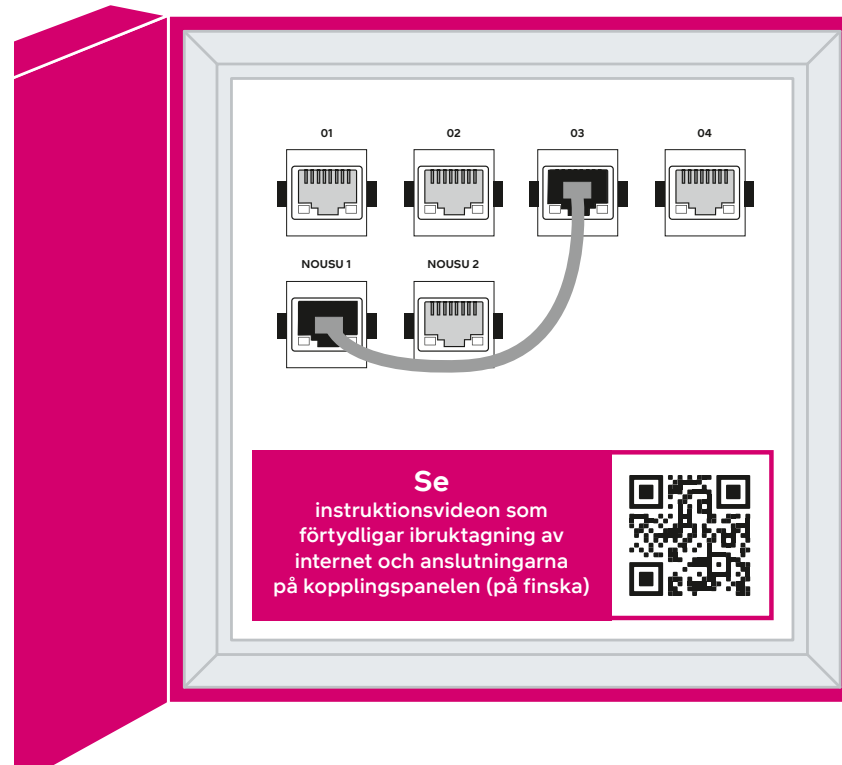 01 02 03 04
NOUSU 1 NOUSU 2
Se
instruktionsvideon som
förtydligar ibruktagning av
internet och anslutningarna
på kopplingspanelen (på finska)